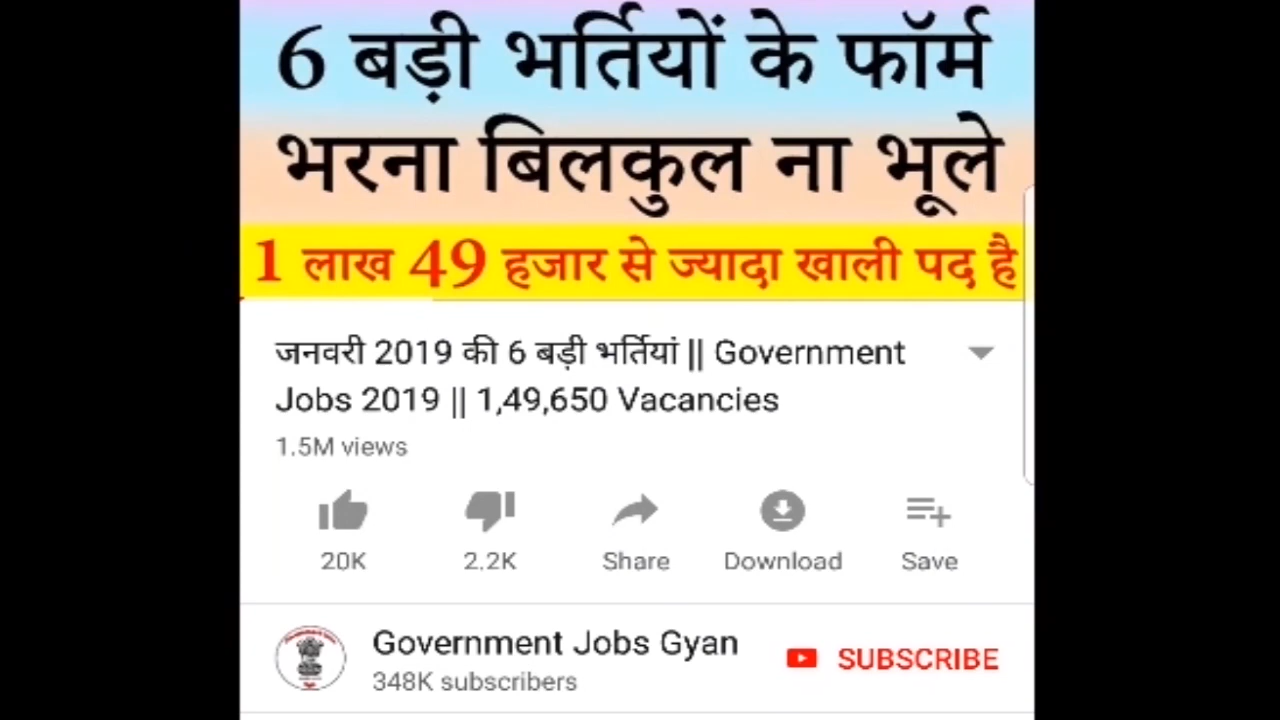 6 बड़ी भर्तियों के फॉर्म
भरना बिलकुल ना भूले
1 लाख 49 हजार से ज्यादा खाली पद है
जनवरी 2019 की 6 बड़ी भर्तियां || Government
Jobs 2019 || 1,49,650 Vacancies
1.5M views
20K 2.2K Share Download Save
Government Jobs Gyan
SUBSCRIBE
348K subscribers